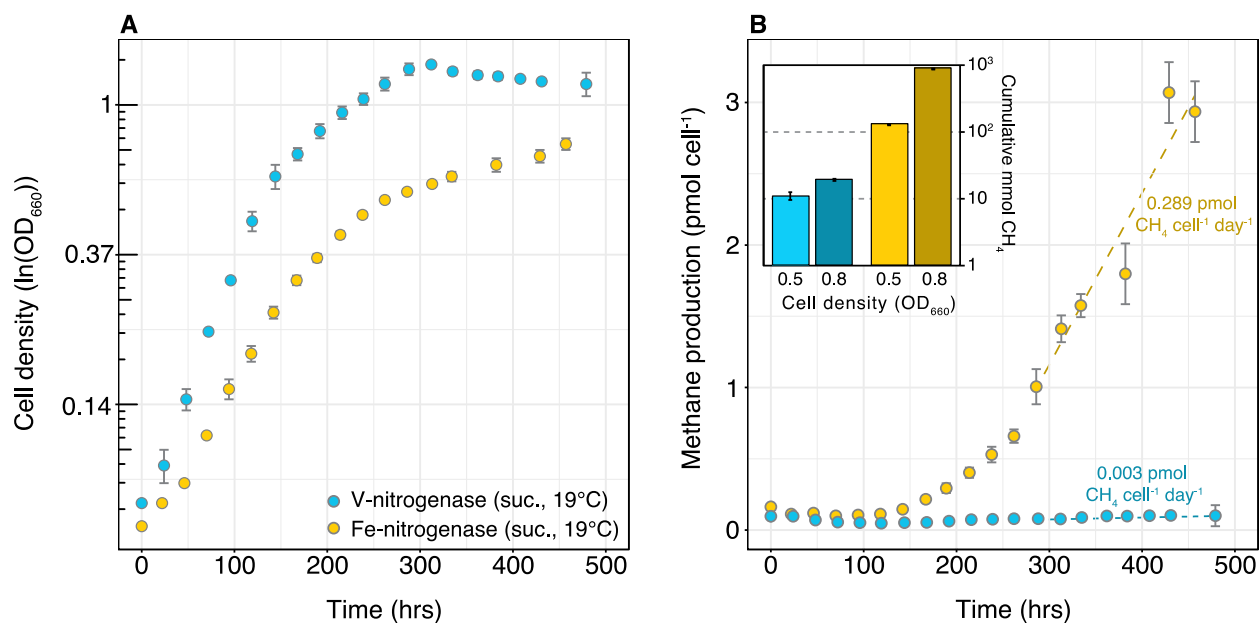 A
Cell density (ln(OD660))
1
0.37
0.14
V-nitrogenase (suc., 19°C)
Fe-nitrogenase (suc., 19°C)
0 100 200 300 400 500
Time (hrs)
B
Methane production (pmol cell-1)
3
2
1
0
10³
10²
10
1
Cumulative mmol CH4
0.5 0.8 0.5 0.8
Cell density (OD660)
0.289 pmol
CH4 cell-1 day-1
0.003 pmol
CH4 cell-1 day-1
0 100 200 300 400 500
Time (hrs)